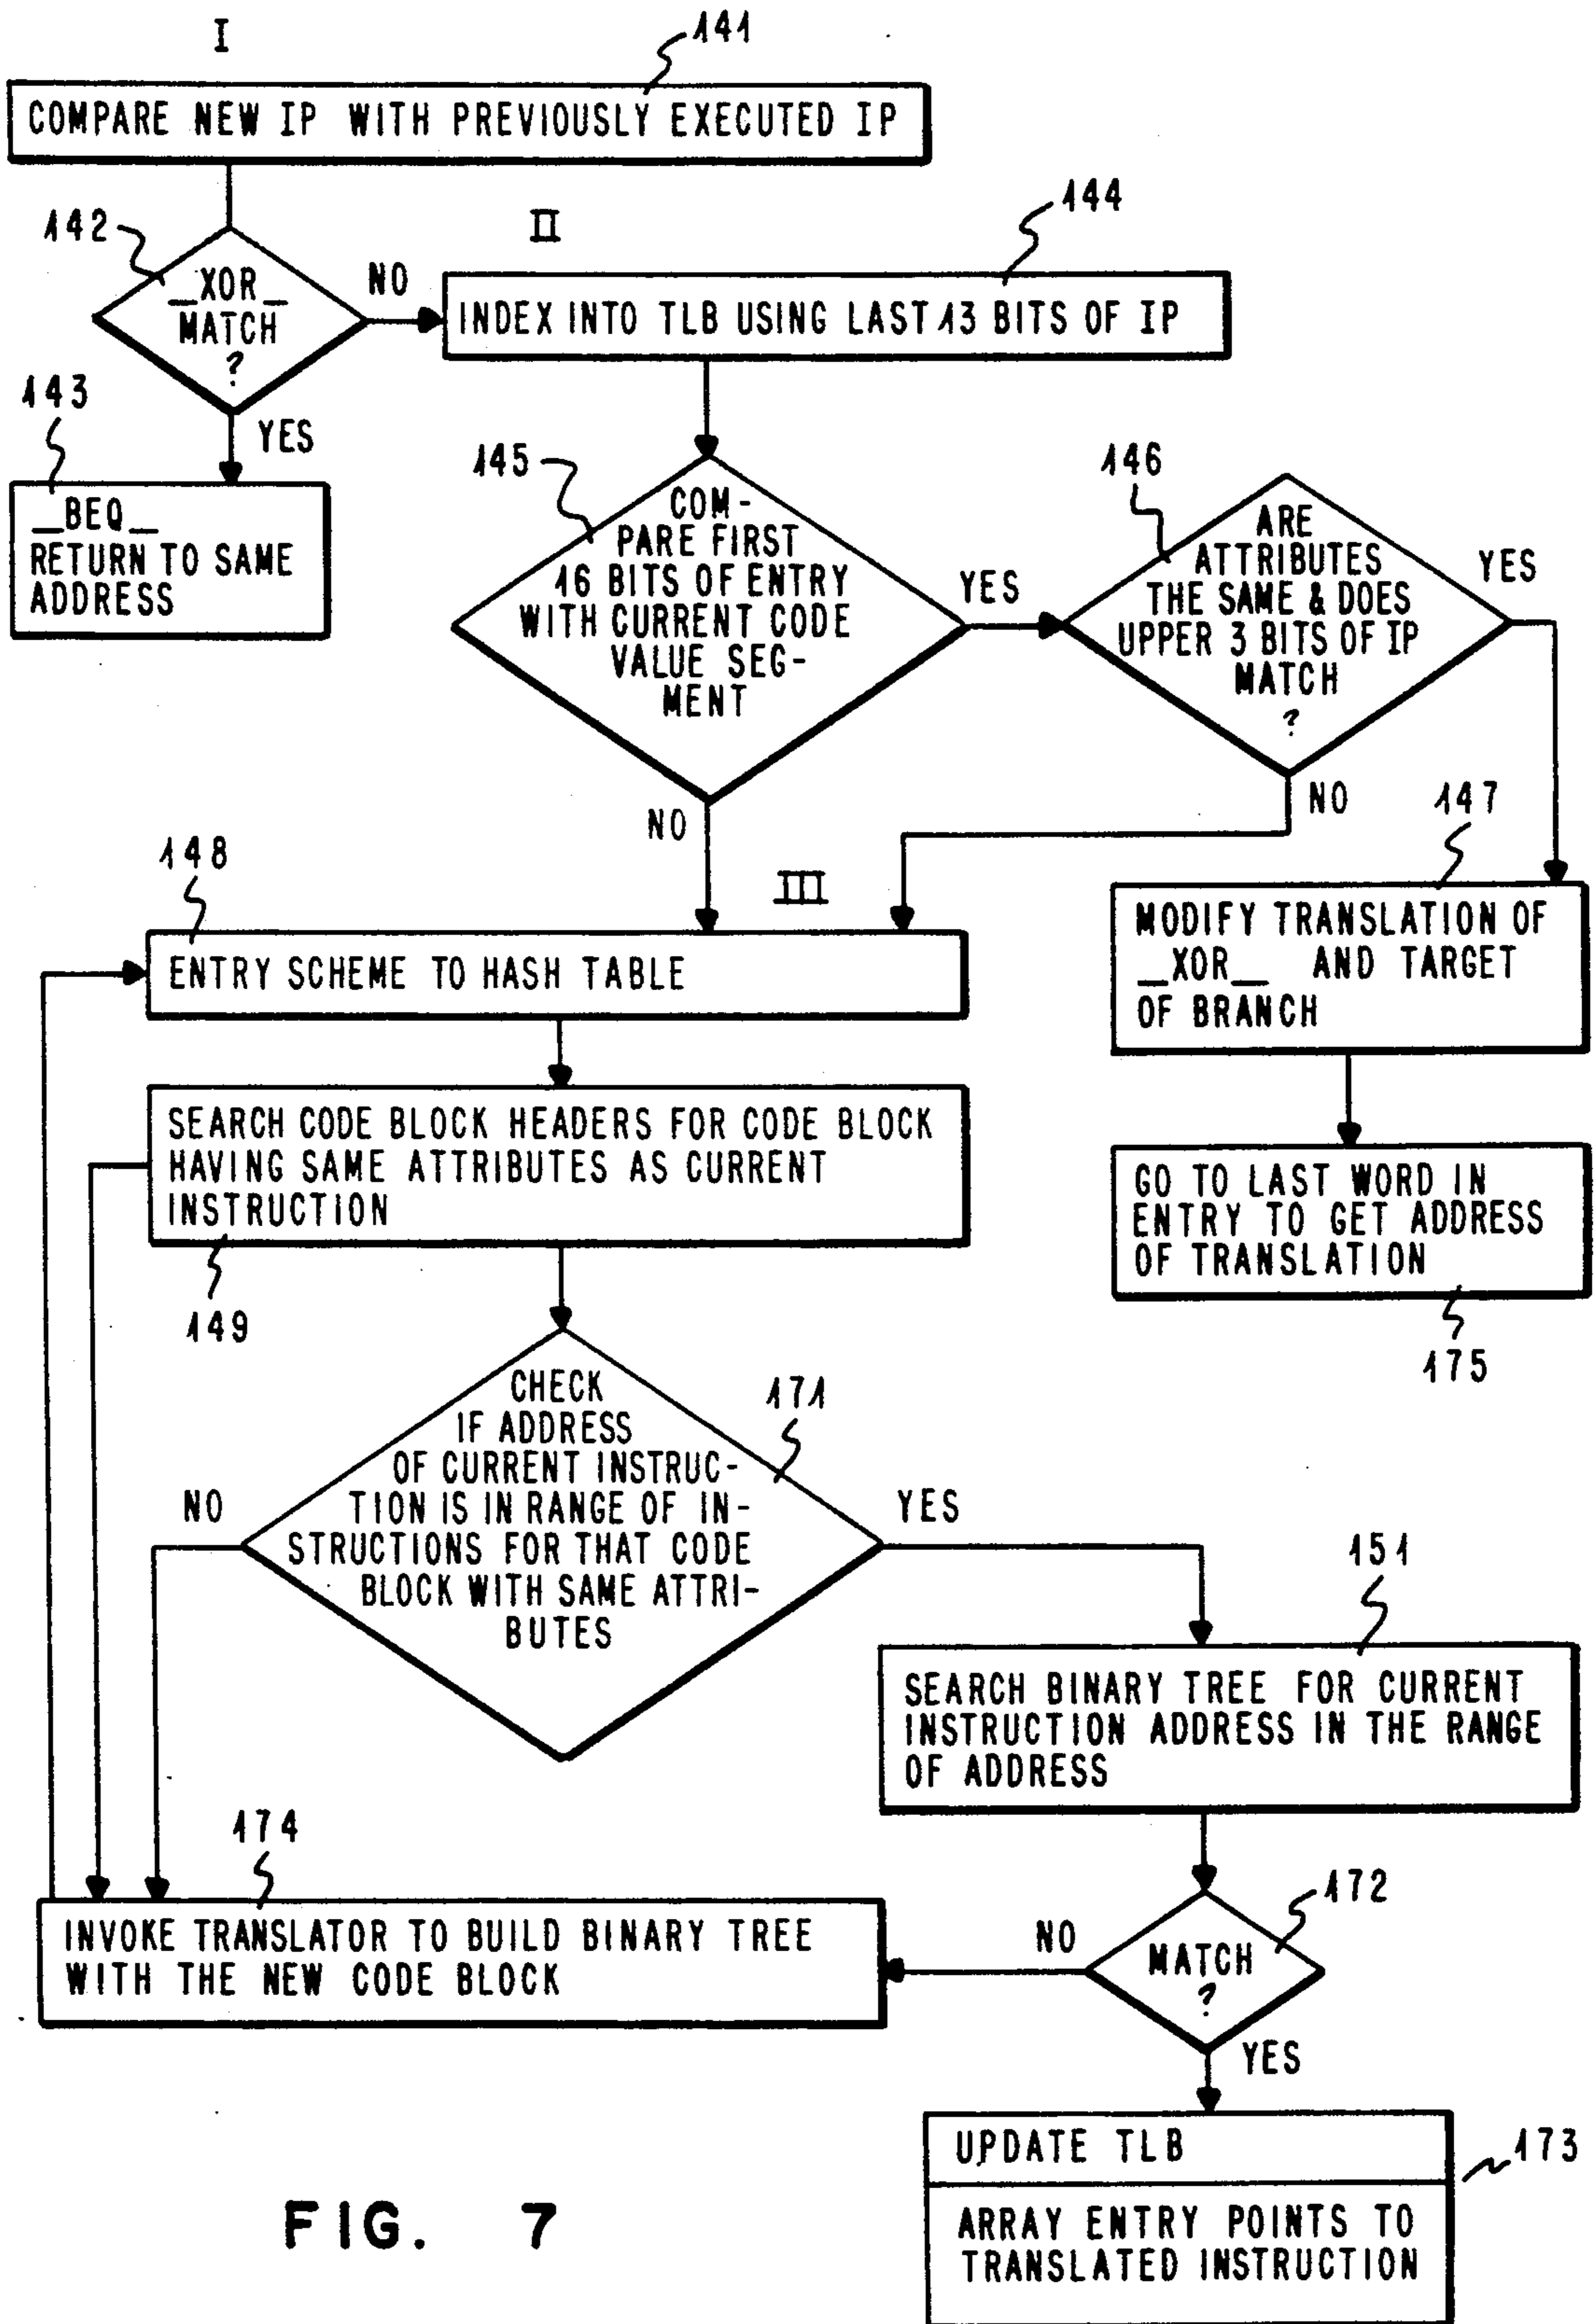 I
141
COMPARE NEW IP WITH PREVIOUSLY EXECUTED IP
142
_XOR_
MATCH
?
NO
YES
143
_BEQ_
RETURN TO SAME
ADDRESS
II
144
INDEX INTO TLB USING LAST 13 BITS OF IP
145
COM-
PARE FIRST
16 BITS OF ENTRY
WITH CURRENT CODE
VALUE SEG-
MENT
YES
NO
146
ARE
ATTRIBUTES
THE SAME & DOES
UPPER 3 BITS OF IP
MATCH
?
YES
NO
147
MODIFY TRANSLATION OF
_XOR_ AND TARGET
OF BRANCH
GO TO LAST WORD IN
ENTRY TO GET ADDRESS
OF TRANSLATION
175
III
148
ENTRY SCHEME TO HASH TABLE
SEARCH CODE BLOCK HEADERS FOR CODE BLOCK
HAVING SAME ATTRIBUTES AS CURRENT
INSTRUCTION
149
CHECK
IF ADDRESS
OF CURRENT INSTRUC-
TION IS IN RANGE OF IN-
STRUCTIONS FOR THAT CODE
BLOCK WITH SAME ATTRI-
BUTES
171
NO
YES
151
SEARCH BINARY TREE FOR CURRENT
INSTRUCTION ADDRESS IN THE RANGE
OF ADDRESS
174
INVOKE TRANSLATOR TO BUILD BINARY TREE
WITH THE NEW CODE BLOCK
172
MATCH
?
NO
YES
UPDATE TLB
173
ARRAY ENTRY POINTS TO
TRANSLATED INSTRUCTION
FIG. 7